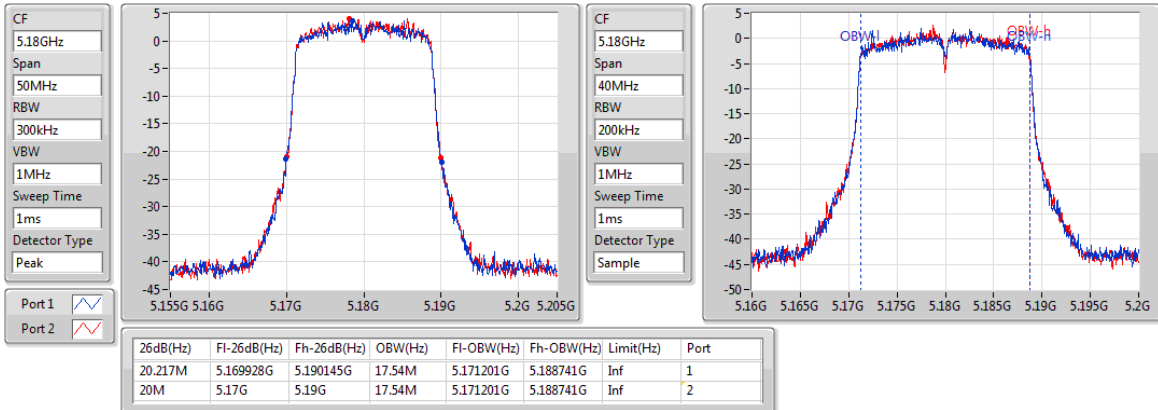 CF
5.18GHz
Span
50MHz
RBW
300kHz
VBW
1MHz
Sweep Time
1ms
Detector Type
Peak
5
0
-5
-10
-15
-20
-25
-30
-35
-40
-45
5.155G 5.16G 5.17G 5.18G 5.19G 5.2G 5.205G
Port 1
Port 2
CF
5.18GHz
Span
40MHz
RBW
200kHz
VBW
1MHz
Sweep Time
1ms
Detector Type
Sample
5
0
-5
-10
-15
-20
-25
-30
-35
-40
-45
-50
OBW-l
OBW-h
OBW-h
5.16G 5.165G 5.17G 5.175G 5.18G 5.185G 5.19G 5.195G 5.2G
26dB(Hz) Fl-26dB(Hz) Fh-26dB(Hz) OBW(Hz) Fl-OBW(Hz) Fh-OBW(Hz) Limit(Hz) Port
20.217M 5.169928G 5.190145G 17.54M 5.171201G 5.188741G Inf 1
20M 5.17G 5.19G 17.54M 5.171201G 5.188741G Inf 2